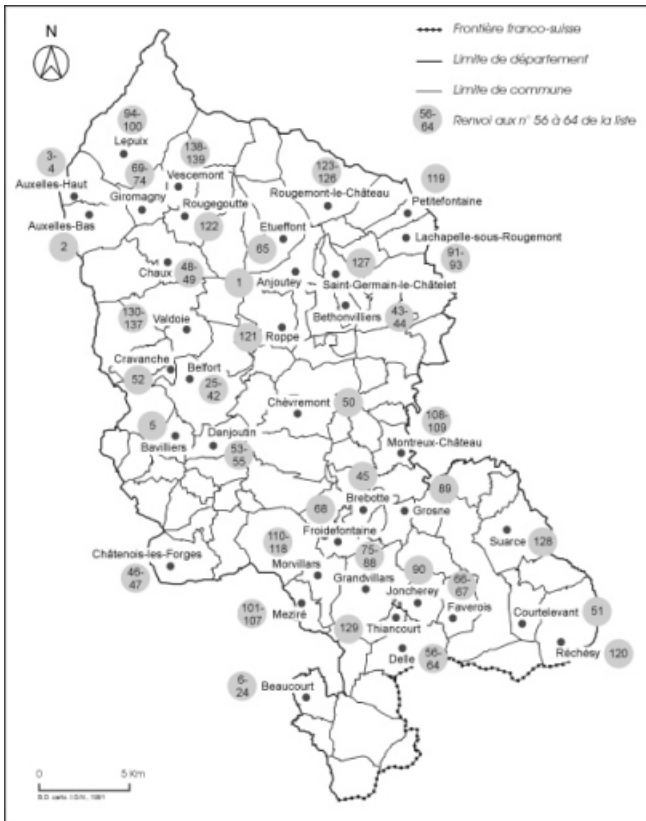 N
Frontière franco-suisse
Limite de département
Limite de commune
56-
64
Renvoi aux n° 56 à 64 de la liste
94-
100
Lepuix
138-
139
3-
4
69-
74
Vescemont
123-
126
119
Auxelles-Haut
Giromagny
Rougemont-le-Château
Petitefontaine
Auxelles-Bas
Rougegoutte
122
Etueffont
65
Lachapelle-sous-Rougemont
2
91-
93
Chaux
48-
49
1
Anjoutey
127
Saint-Germain-le-Châtelet
130-
137
Valdoie
121
Roppe
Bethonvilliers
43-
44
Cravanche
52
Belfort
25-
42
Chèvremont
50
5
108-
109
Bavilliers
Danjoutin
53-
55
Montreux-Château
45
89
Brebotte
68
Grosne
Froidefontaine
Suarce
128
110-
118
75-
88
Châtenois-les-Forges
46-
47
Morvillars
Grandvillars
90
66-
67
Joncherey
101-
107
Meziré
Faverois
Courtelevant
51
129
Thiancourt
Delle
56-
64
Réchésy
120
6-
24
Beaucourt
0
5 Km
B.D. carto. I.G.N., 1991